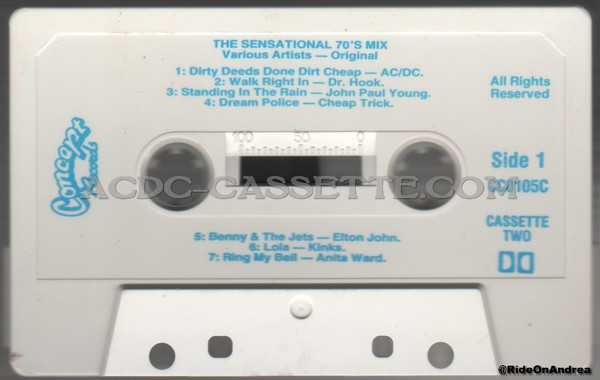 THE SENSATIONAL 70'S MIX
Various Artists — Original
1: Dirty Deeds Done Dirt Cheap — AC/DC.
2: Walk Right In — Dr. Hook.
3: Standing In The Rain — John Paul Young.
4: Dream Police — Cheap Trick.
All Rights
Reserved
100 50 0
Concept
Records
Side 1
ACDC-CASSETTE.COM
CC0105C
CASSETTE
TWO
5: Benny & The Jets — Elton John.
6: Lola — Kinks.
7: Ring My Bell — Anita Ward.
@RideOnAndrea